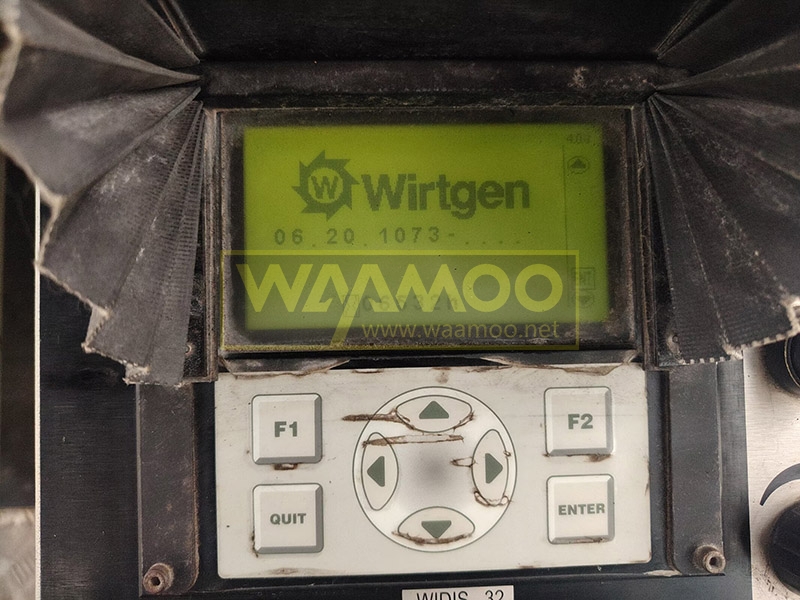 W Wirtgen
06.20.1073-....
WAAMOO
www.waamoo.net
F1
F2
QUIT
ENTER
WIDIS 32